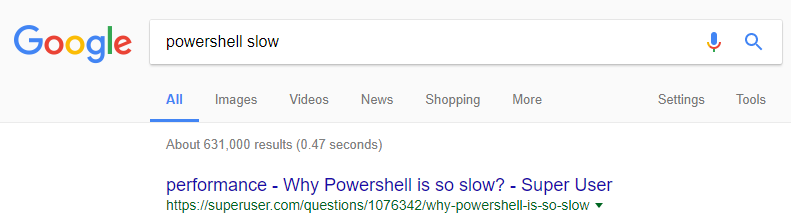 Google powershell slow
All Images Videos News Shopping More Settings Tools
About 631,000 results (0.47 seconds)
performance - Why Powershell is so slow? - Super User
https://superuser.com/questions/1076342/why-powershell-is-so-slow